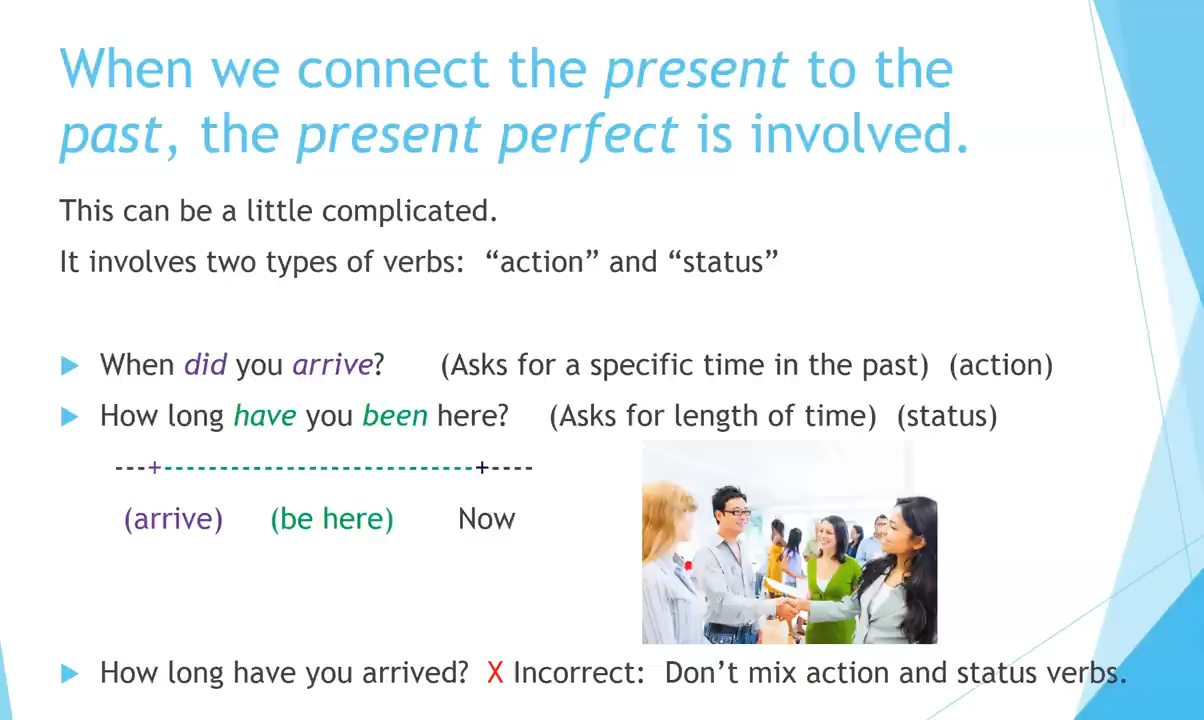 When we connect the present to the
past, the present perfect is involved.
This can be a little complicated.
It involves two types of verbs:  “action” and “status”
When did you arrive?      (Asks for a specific time in the past)  (action)
How long have you been here?    (Asks for length of time)  (status)
---+----------------------------+----
(arrive)     (be here)       Now
How long have you arrived?  X Incorrect:  Don’t mix action and status verbs.